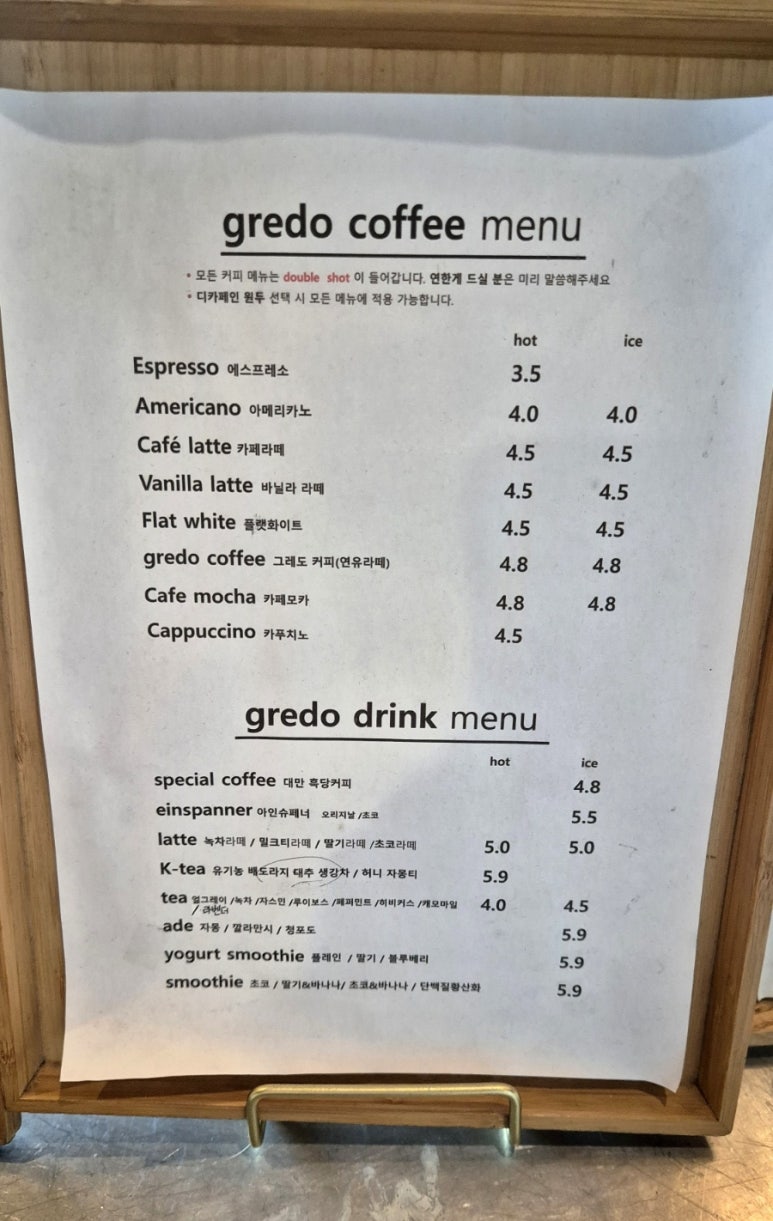 gredo coffee menu
• 모든 커피 메뉴는 double shot 이 들어갑니다. 연한게 드실 분은 미리 말씀해주세요
• 디카페인 원두 선택 시 모든 메뉴에 적용 가능합니다.
hot ice
Espresso 에스프레소 3.5
Americano 아메리카노 4.0 4.0
Café latte 카페라떼 4.5 4.5
Vanilla latte 바닐라 라떼 4.5 4.5
Flat white 플랫화이트 4.5 4.5
gredo coffee 그레도 커피(연유라떼) 4.8 4.8
Cafe mocha 카페모카 4.8 4.8
Cappuccino 카푸치노 4.5
gredo drink menu
hot ice
special coffee 대만 흑당커피 4.8
einspanner 아인슈페너 오리지날 /초코 5.5
latte 녹차라떼 / 밀크티라떼 / 딸기라떼 /초코라떼 5.0 5.0
K-tea 유기농 배도라지 대추 생강차 / 허니 자몽티 5.9
tea 얼그레이 /녹차 /자스민 /루이보스 /페퍼민트 /히비커스 /캐모마일 4.0 4.5
/ 라벤더
ade 자몽 / 깔라만시 / 청포도 5.9
yogurt smoothie 플레인 / 딸기 / 블루베리 5.9
smoothie 초코 / 딸기&바나나/ 초코&바나나 / 단백질황산화 5.9